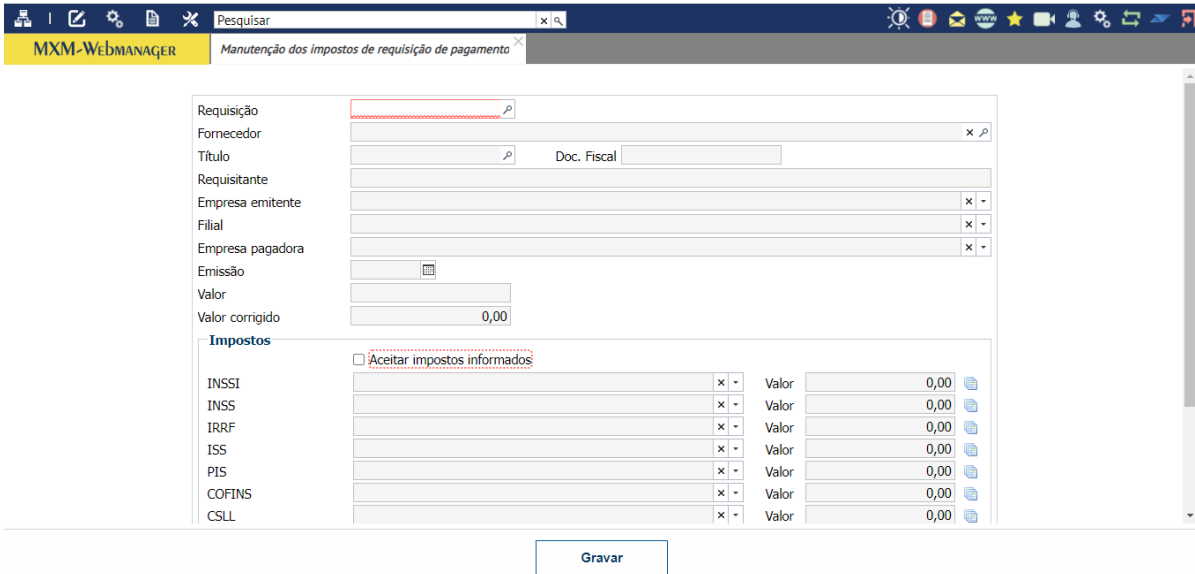 Pesquisar
www
MXM-WEbMANAGER
Manutenção dos impostos de requisição de pagamento
Requisição
Fornecedor
Título Doc. Fiscal
Requisitante
Empresa emitente
Filial
Empresa pagadora
Emissão
Valor
Valor corrigido 0,00
Impostos
Aceitar impostos informados
INSSI Valor 0,00
INSS Valor 0,00
IRRF Valor 0,00
ISS Valor 0,00
PIS Valor 0,00
COFINS Valor 0,00
CSLL Valor 0,00
Gravar